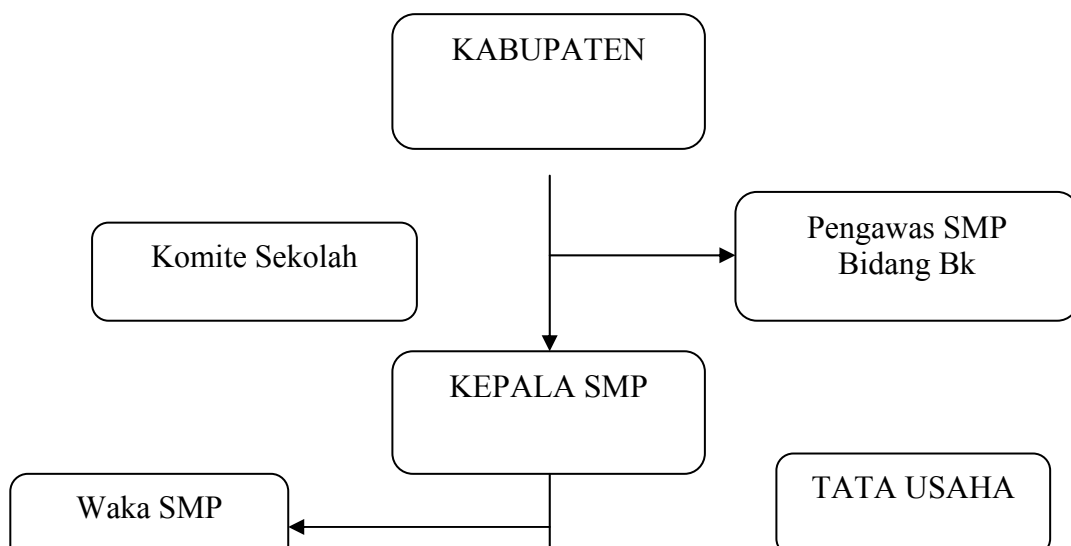 KABUPATEN
Komite Sekolah
Pengawas SMP
Bidang Bk
KEPALA SMP
Waka SMP
TATA USAHA